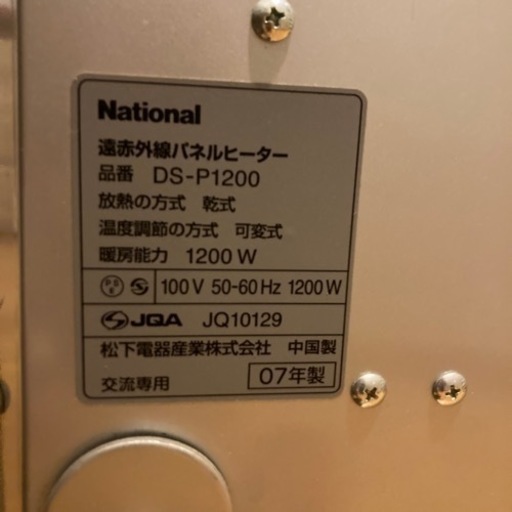 National
遠赤外線パネルヒーター
品番 DS-P1200
放熱の方式 乾式
温度調節の方式 可変式
暖房能力 1200 W
PSE 100 V 50-60 Hz 1200 W
JQA JQ10129
松下電器産業株式会社 中国製
交流専用 07年製